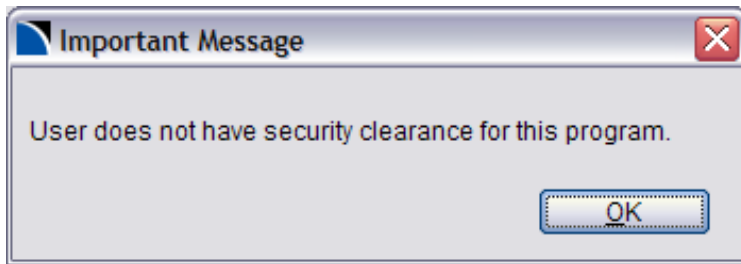 Important Message
User does not have security clearance for this program.
OK